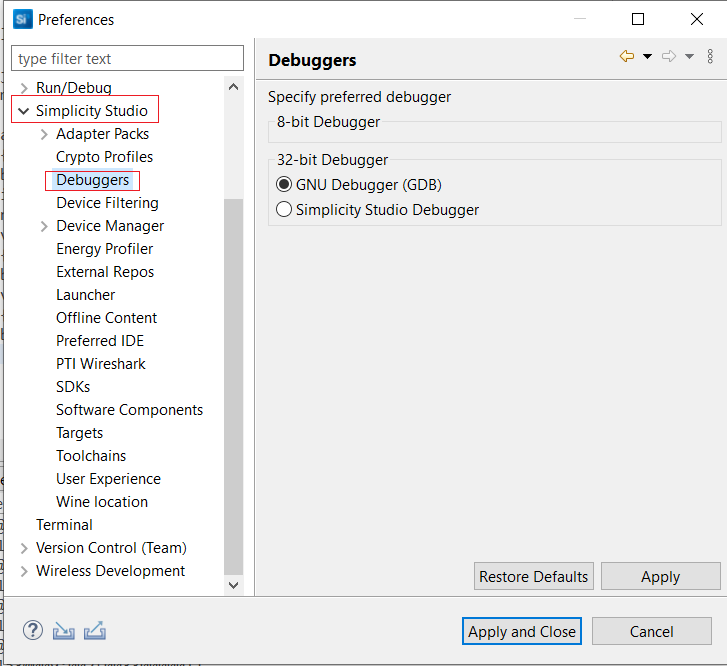 Si Preferences
type filter text
Run/Debug
Simplicity Studio
Adapter Packs
Crypto Profiles
Debuggers
Device Filtering
Device Manager
Energy Profiler
External Repos
Launcher
Offline Content
Preferred IDE
PTI Wireshark
SDKs
Software Components
Targets
Toolchains
User Experience
Wine location
Terminal
Version Control (Team)
Wireless Development
Debuggers
Specify preferred debugger
8-bit Debugger
32-bit Debugger
GNU Debugger (GDB)
Simplicity Studio Debugger
Restore Defaults
Apply
?
Apply and Close
Cancel